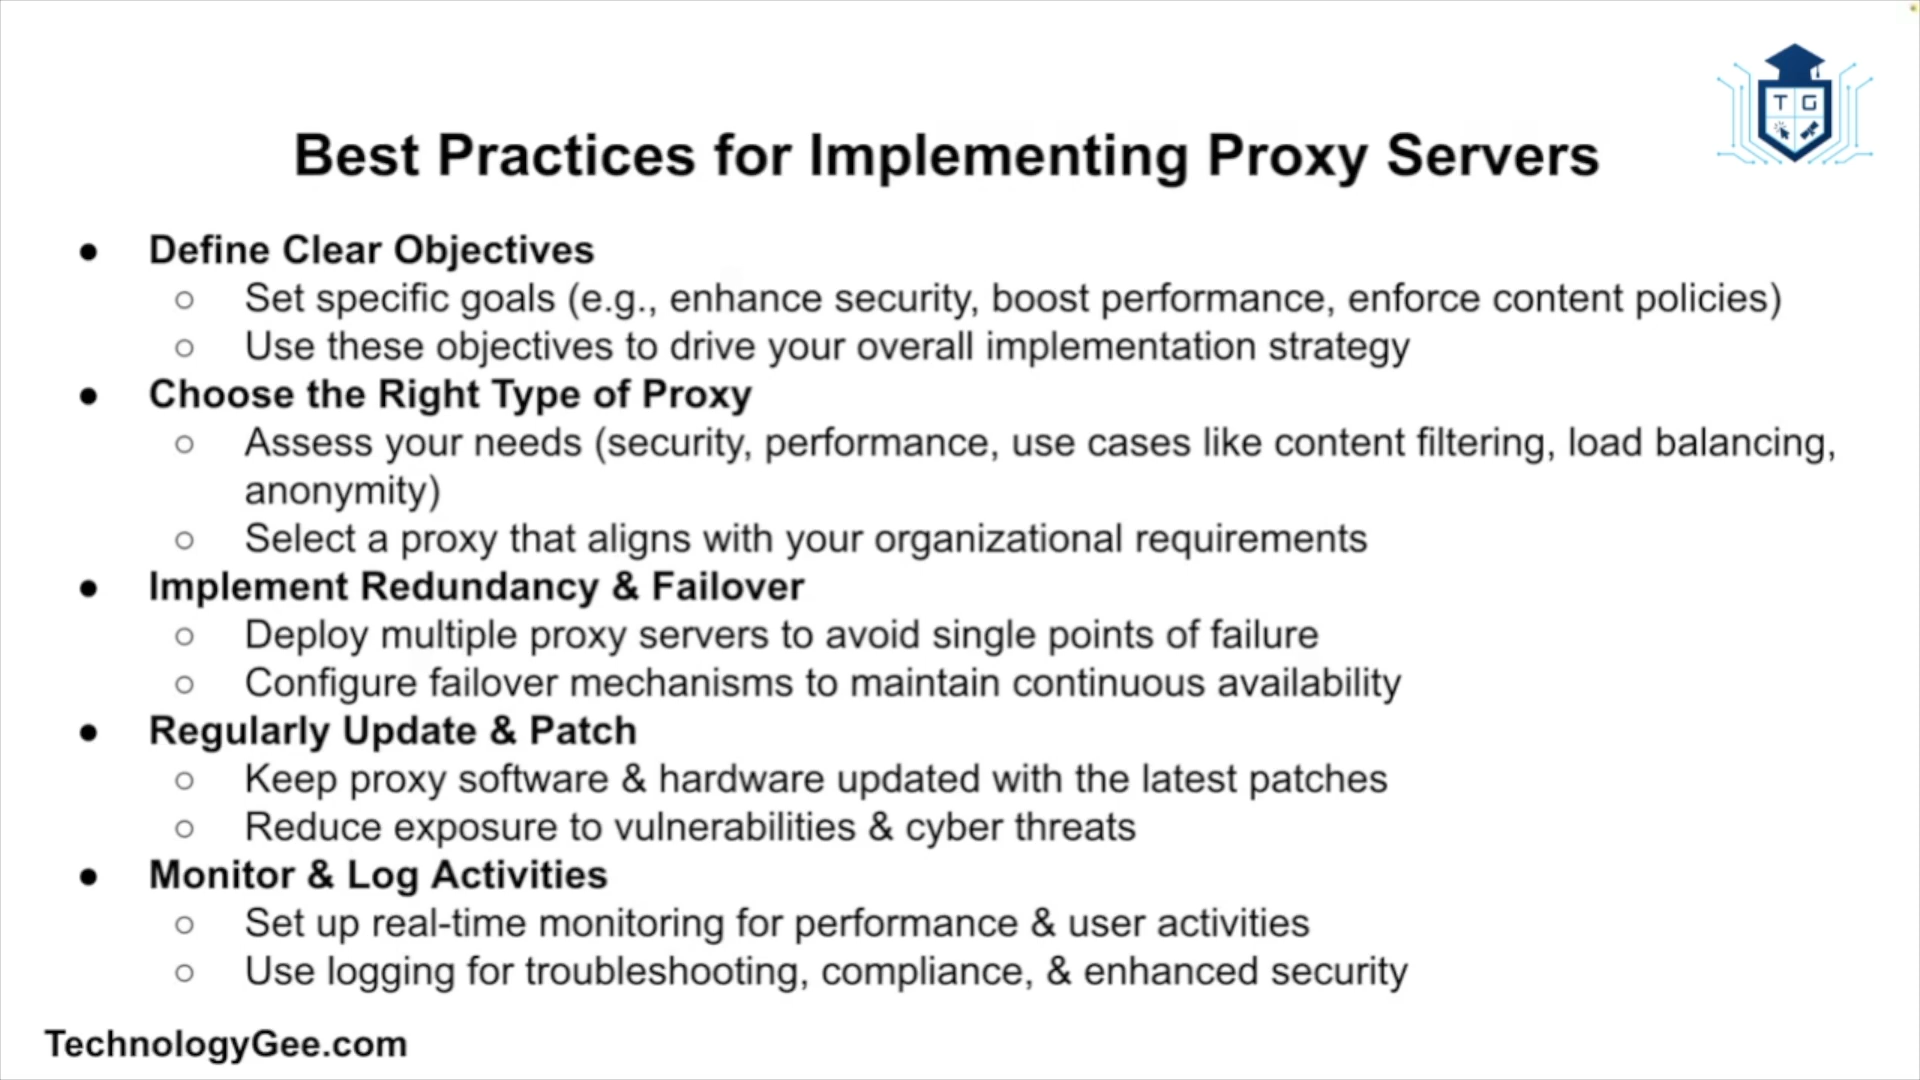 T G
Best Practices for Implementing Proxy Servers
● Define Clear Objectives
○ Set specific goals (e.g., enhance security, boost performance, enforce content policies)
○ Use these objectives to drive your overall implementation strategy
● Choose the Right Type of Proxy
○ Assess your needs (security, performance, use cases like content filtering, load balancing,
anonymity)
○ Select a proxy that aligns with your organizational requirements
● Implement Redundancy & Failover
○ Deploy multiple proxy servers to avoid single points of failure
○ Configure failover mechanisms to maintain continuous availability
● Regularly Update & Patch
○ Keep proxy software & hardware updated with the latest patches
○ Reduce exposure to vulnerabilities & cyber threats
● Monitor & Log Activities
○ Set up real-time monitoring for performance & user activities
○ Use logging for troubleshooting, compliance, & enhanced security
TechnologyGee.com